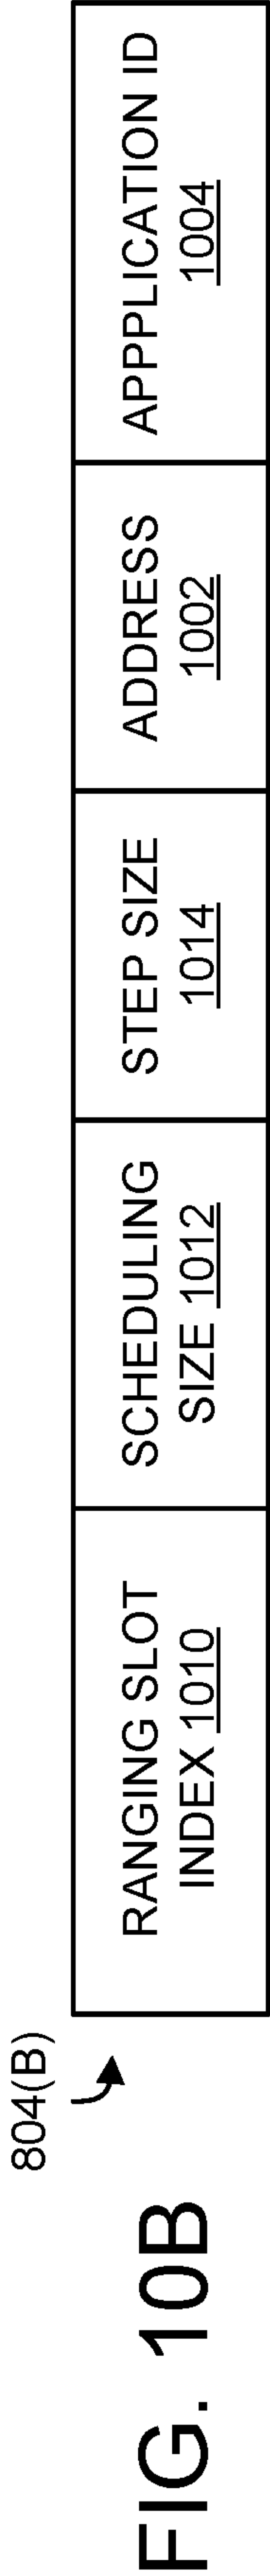 804(B)
RANGING SLOT
INDEX 1010
SCHEDULING
SIZE 1012
STEP SIZE
1014
ADDRESS
1002
APPPLICATION ID
1004
FIG. 10B